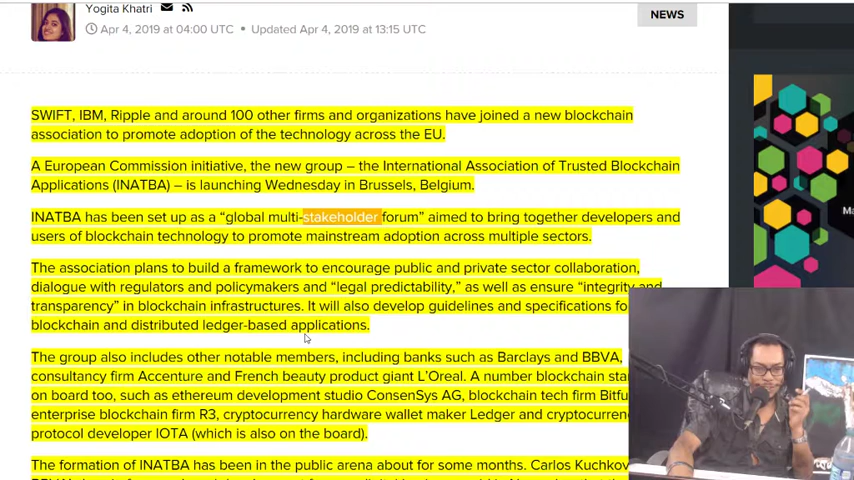 Yogita Khatri
Apr 4, 2019 at 04:00 UTC • Updated Apr 4, 2019 at 13:15 UTC
NEWS
SWIFT, IBM, Ripple and around 100 other firms and organizations have joined a new blockchain
association to promote adoption of the technology across the EU.
A European Commission initiative, the new group – the International Association of Trusted Blockchain
Applications (INATBA) – is launching Wednesday in Brussels, Belgium.
INATBA has been set up as a “global multi-stakeholder forum” aimed to bring together developers and
users of blockchain technology to promote mainstream adoption across multiple sectors.
The association plans to build a framework to encourage public and private sector collaboration,
dialogue with regulators and policymakers and “legal predictability,” as well as ensure “integrity and
transparency” in blockchain infrastructures. It will also develop guidelines and specifications fo
blockchain and distributed ledger-based applications.
The group also includes other notable members, including banks such as Barclays and BBVA,
consultancy firm Accenture and French beauty product giant L’Oreal. A number blockchain sta
on board too, such as ethereum development studio ConsenSys AG, blockchain tech firm Bitfu
enterprise blockchain firm R3, cryptocurrency hardware wallet maker Ledger and cryptocurren
protocol developer IOTA (which is also on the board).
The formation of INATBA has been in the public arena about for some months. Carlos Kuchkov
Ma